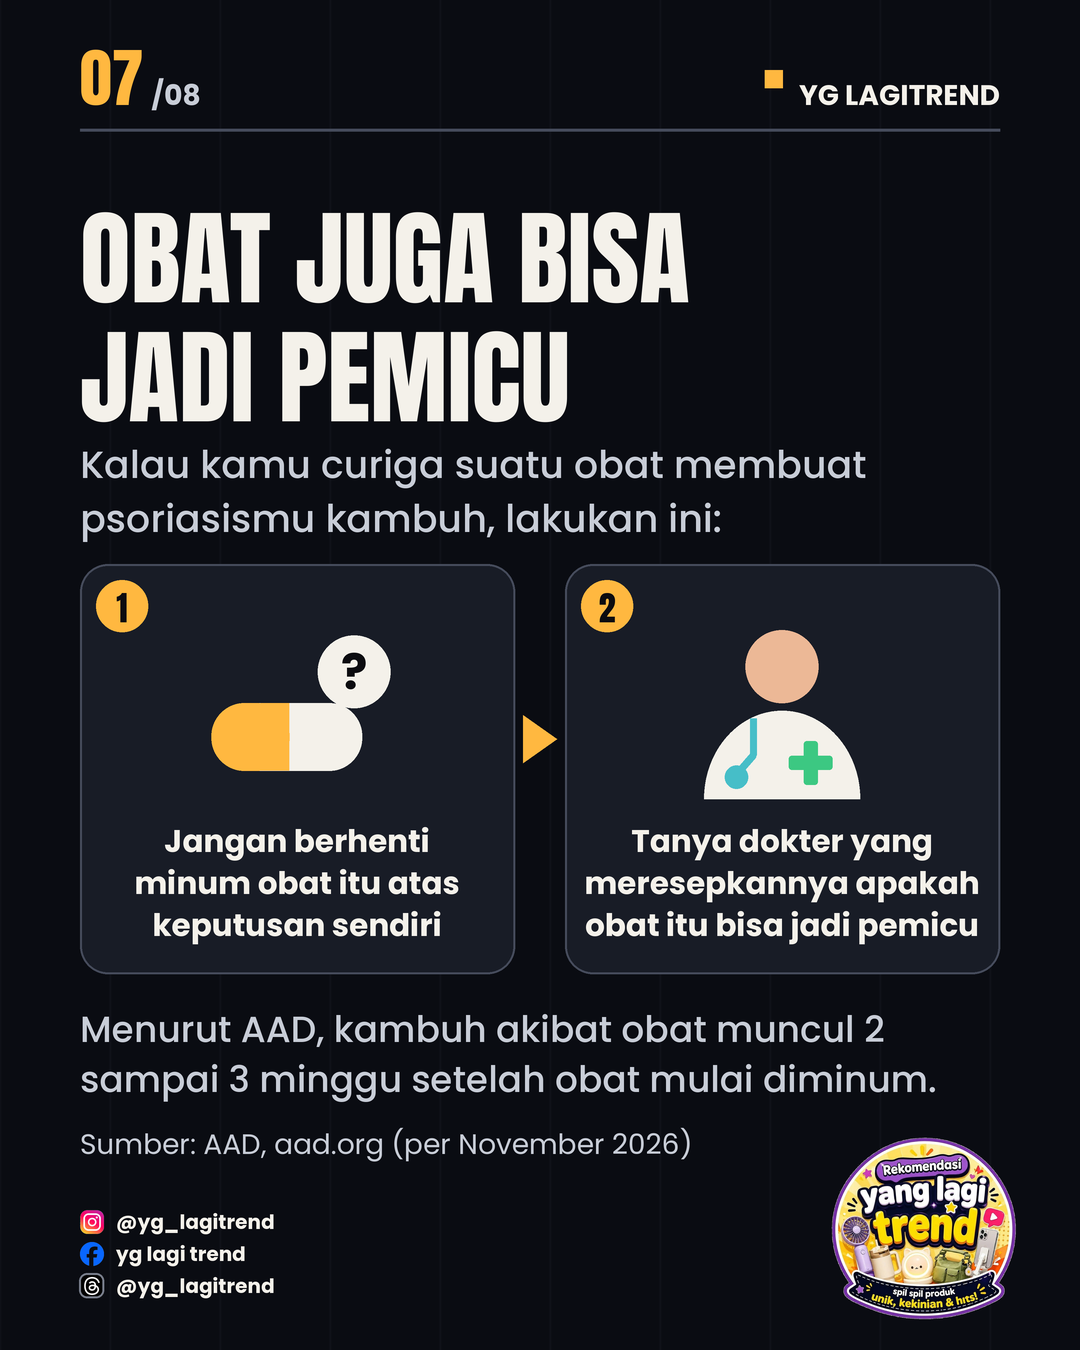 07 /08
YG LAGITREND
OBAT JUGA BISA
JADI PEMICU
Kalau kamu curiga suatu obat membuat
psoriasismu kambuh, lakukan ini:
1
?
Jangan berhenti
minum obat itu atas
keputusan sendiri
2
Tanya dokter yang
meresepkannya apakah
obat itu bisa jadi pemicu
Menurut AAD, kambuh akibat obat muncul 2
sampai 3 minggu setelah obat mulai diminum.
Sumber: AAD, aad.org (per November 2026)
@yg_lagitrend
yg lagi trend
@yg_lagitrend
Rekomendasi
yang lagi
trend
spil spil produk
unik, kekinian & hits!